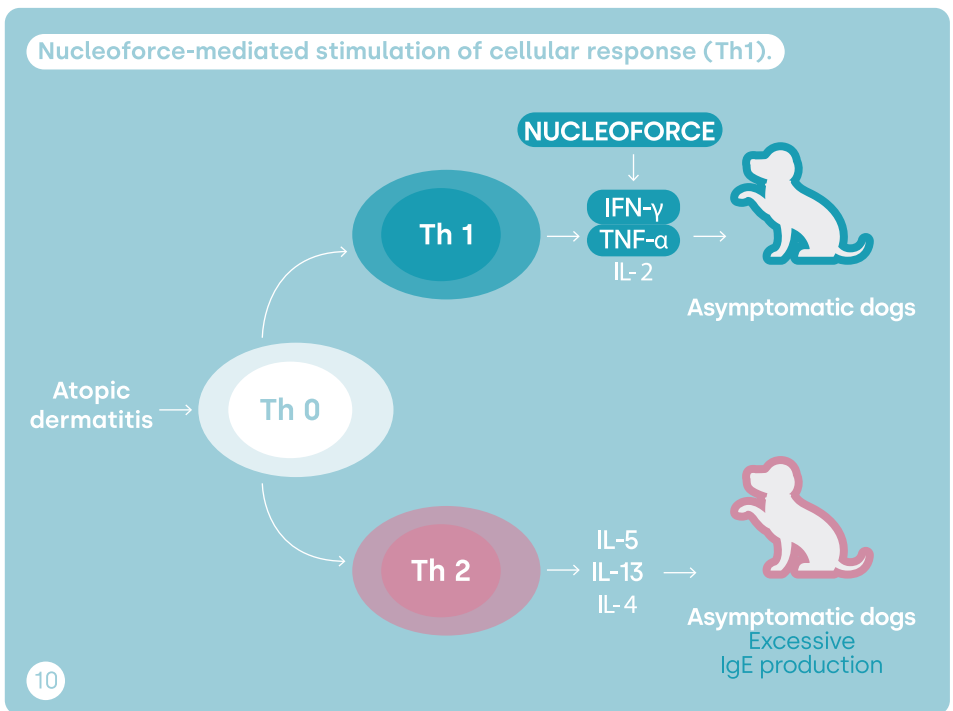 Nucleoforce-mediated stimulation of cellular response (Th1).
NUCLEOFORCE
Th 1
IFN-γ
TNF-α
IL-2
Asymptomatic dogs
Atopic
dermatitis
Th 0
Th 2
IL-5
IL-13
IL-4
Asymptomatic dogs
Excessive
IgE production
10